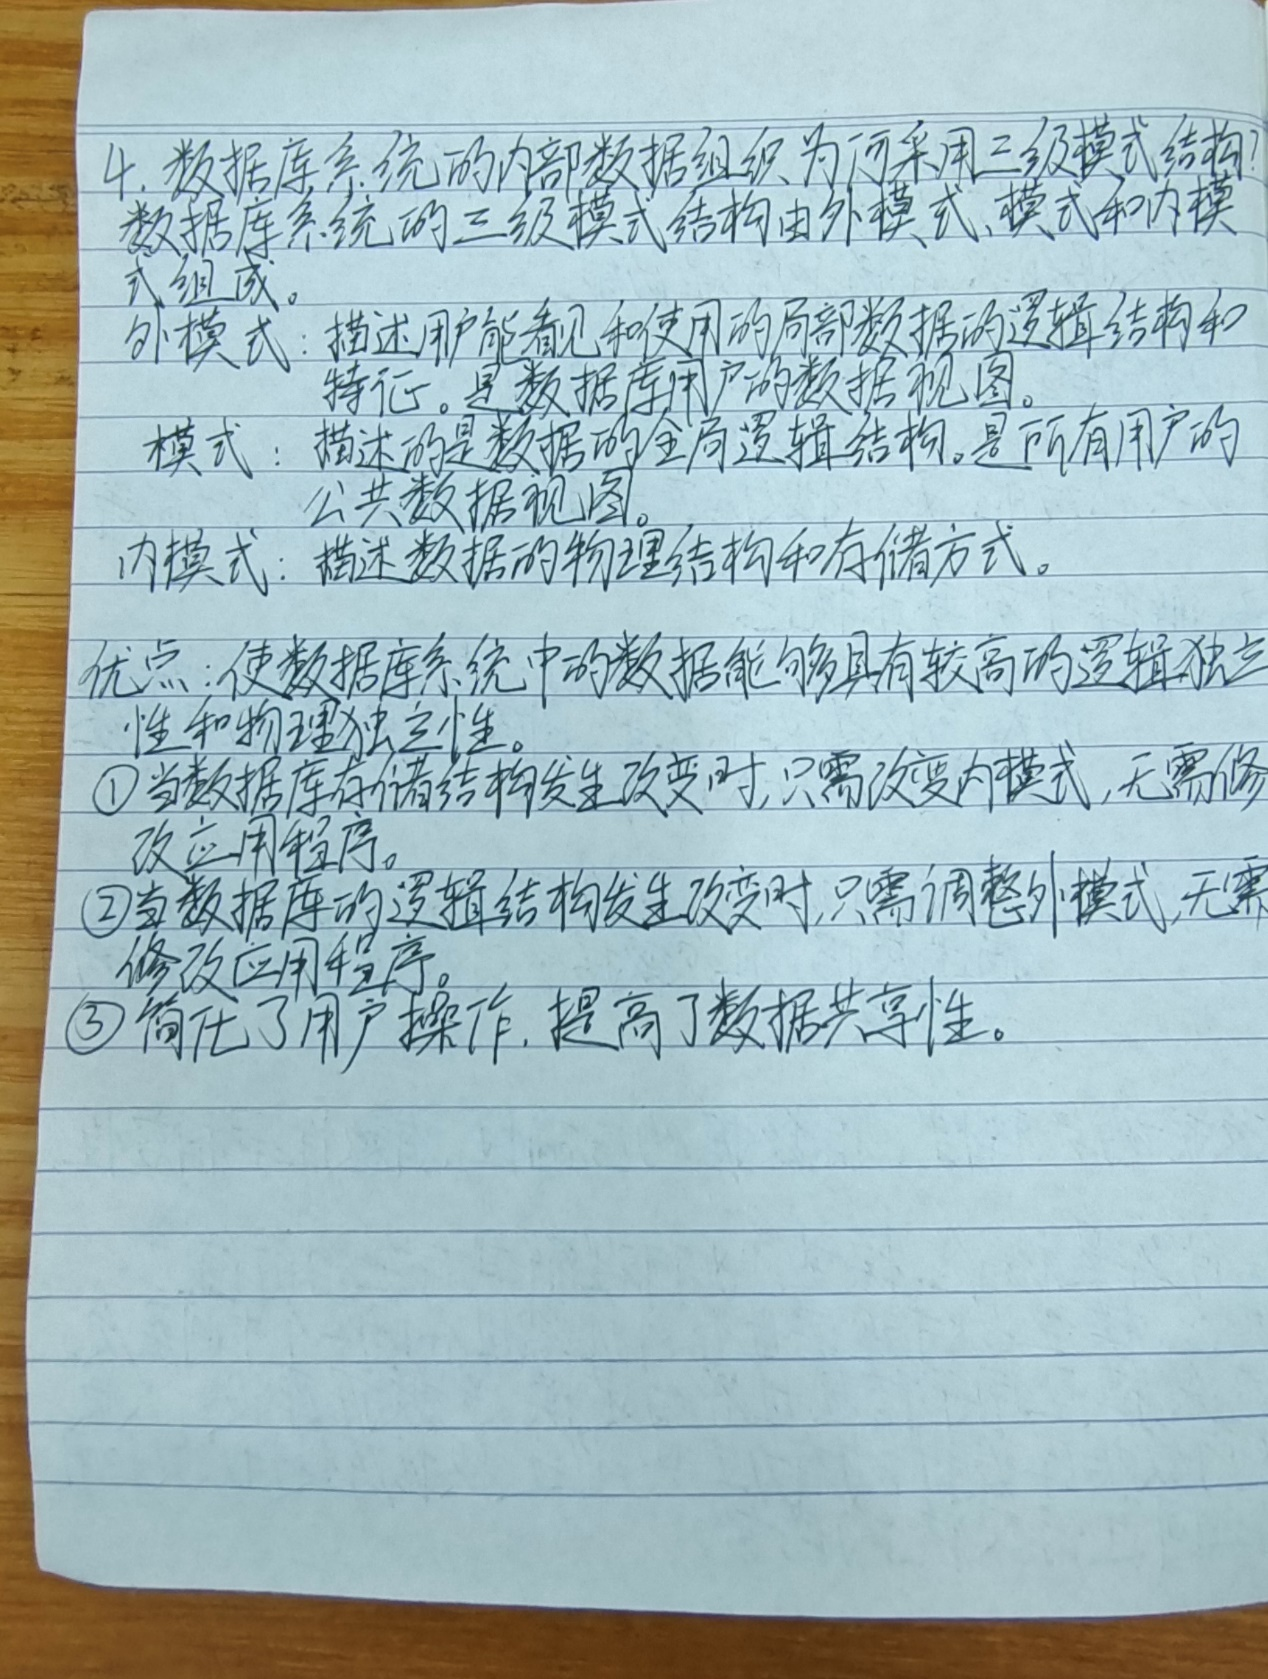 4. 数据库系统的内部数据组织为何采用三级模式结构?
数据库系统的三级模式结构由外模式、模式和内模
式组成。
外模式: 描述用户能看见和使用的局部数据的逻辑结构和
特征。是数据库用户的数据视图。
模式: 描述的是数据的全局逻辑结构。是所有用户的
公共数据视图。
内模式: 描述数据的物理结构和存储方式。
优点: 使数据库系统中的数据能够具有较高的逻辑独立
性和物理独立性。
①当数据库存储结构发生改变时,只需改变内模式,无需修
改应用程序。
②当数据库的逻辑结构发生改变时,只需调整外模式,无需
修改应用程序。
③简化了用户操作,提高了数据共享性。